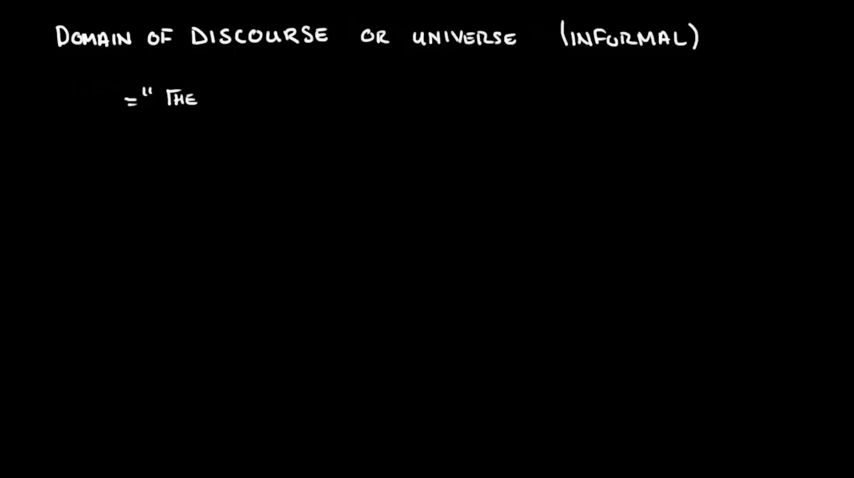 DOMAIN OF DISCOURSE OR UNIVERSE (INFORMAL)
= " THE